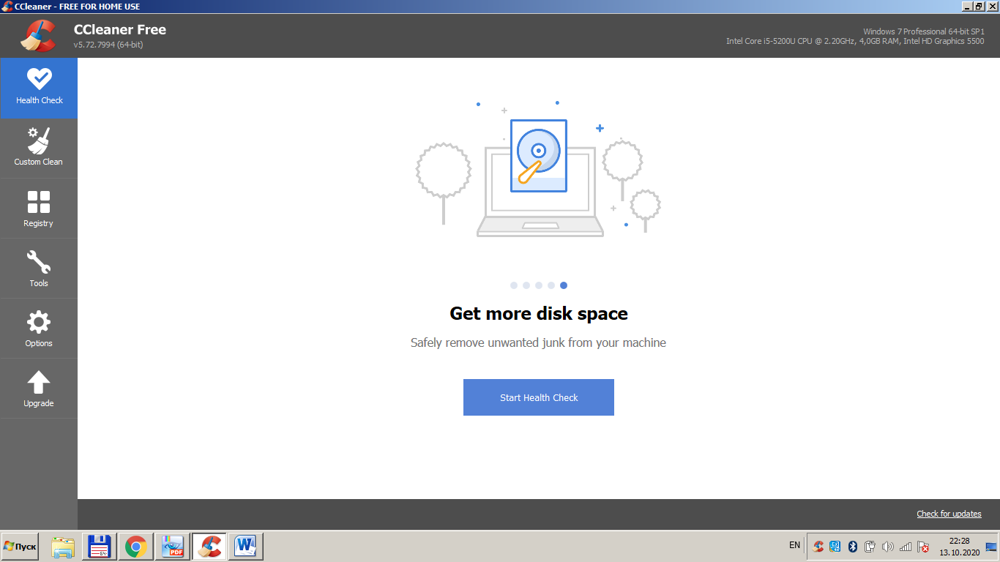 CCleaner - FREE FOR HOME USE
CCleaner Free
v5.72.7994 (64-bit)
Windows 7 Professional 64-bit SP1
Intel Core i5-5200U CPU @ 2.20GHz, 4,0GB RAM, Intel HD Graphics 5500
Health Check
Custom Clean
Registry
Tools
Options
Upgrade
Get more disk space
Safely remove unwanted junk from your machine
Start Health Check
Check for updates
Пуск
64
PDF
W
EN
22:28
13.10.2020